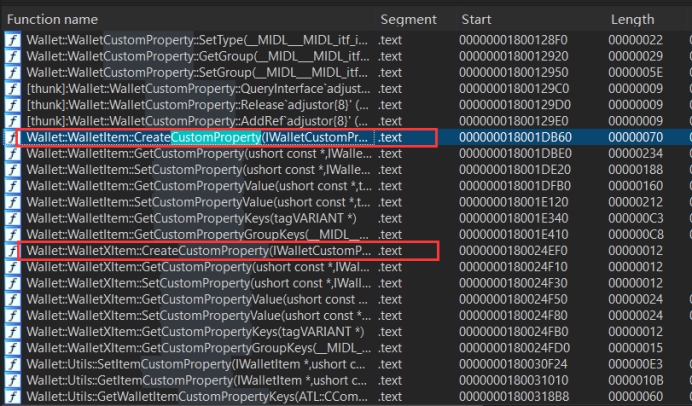 Function name Segment Start Length
Wallet::WalletCustomProperty::SetType(__MIDL___MIDL_itf_i... .text 00000001800128F0 00000022
Wallet::WalletCustomProperty::GetGroup(__MIDL___MIDL_itf... .text 0000000180012920 00000029
Wallet::WalletCustomProperty::SetGroup(__MIDL___MIDL_itf... .text 0000000180012950 0000005E
[thunk]:Wallet::WalletCustomProperty::QueryInterface`adjust... .text 00000001800129C0 00000009
[thunk]:Wallet::WalletCustomProperty::Release`adjustor{8}' (... .text 00000001800129D0 00000009
[thunk]:Wallet::WalletCustomProperty::AddRef`adjustor{8}' (... .text 00000001800129E0 00000009
Wallet::WalletItem::CreateCustomProperty(IWalletCustomPr... .text 000000018001DB60 00000070
Wallet::WalletItem::GetCustomProperty(ushort const *,IWalle... .text 000000018001DBE0 00000234
Wallet::WalletItem::SetCustomProperty(ushort const *,IWalle... .text 000000018001DE20 00000188
Wallet::WalletItem::GetCustomPropertyValue(ushort const *,t... .text 000000018001DFB0 00000160
Wallet::WalletItem::SetCustomPropertyValue(ushort const *,t... .text 000000018001E120 00000212
Wallet::WalletItem::GetCustomPropertyKeys(tagVARIANT *) .text 000000018001E340 000000C3
Wallet::WalletItem::GetCustomPropertyGroupKeys(__MIDL__... .text 000000018001E410 000000C8
Wallet::WalletXItem::CreateCustomProperty(IWalletCustomP... .text 0000000180024EF0 00000012
Wallet::WalletXItem::GetCustomProperty(ushort const *,IWal... .text 0000000180024F10 00000012
Wallet::WalletXItem::SetCustomProperty(ushort const *,IWall... .text 0000000180024F30 00000012
Wallet::WalletXItem::GetCustomPropertyValue(ushort const ... .text 0000000180024F50 00000024
Wallet::WalletXItem::SetCustomPropertyValue(ushort const ... .text 0000000180024F80 00000024
Wallet::WalletXItem::GetCustomPropertyKeys(tagVARIANT *) .text 0000000180024FB0 00000012
Wallet::WalletXItem::GetCustomPropertyGroupKeys(__MIDL_... .text 0000000180024FD0 00000015
Wallet::Utils::SetItemCustomProperty(IWalletItem *,ushort c... .text 0000000180030F24 000000E3
Wallet::Utils::GetItemCustomProperty(IWalletItem *,ushort c... .text 0000000180031010 0000010B
Wallet::Utils::GetWalletItemCustomPropertyKeys(ATL::CCom... .text 00000001800318B8 00000060